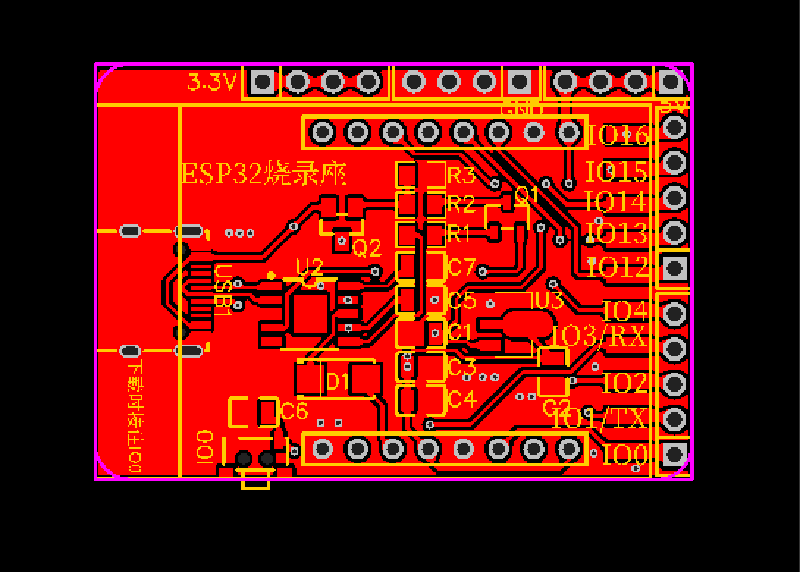 3.3V
GND
5V
IO16
ESP32烧录座
R3
IO15
R2
Q1
IO14
R1
IO13
Q2
C7
IO12
U2
USB1
C5
U3
IO4
C1
IO3/RX
C3
D1
IO2
C4
C2
C6
IO1/TX
IO0
IO0
下载时接住IO0